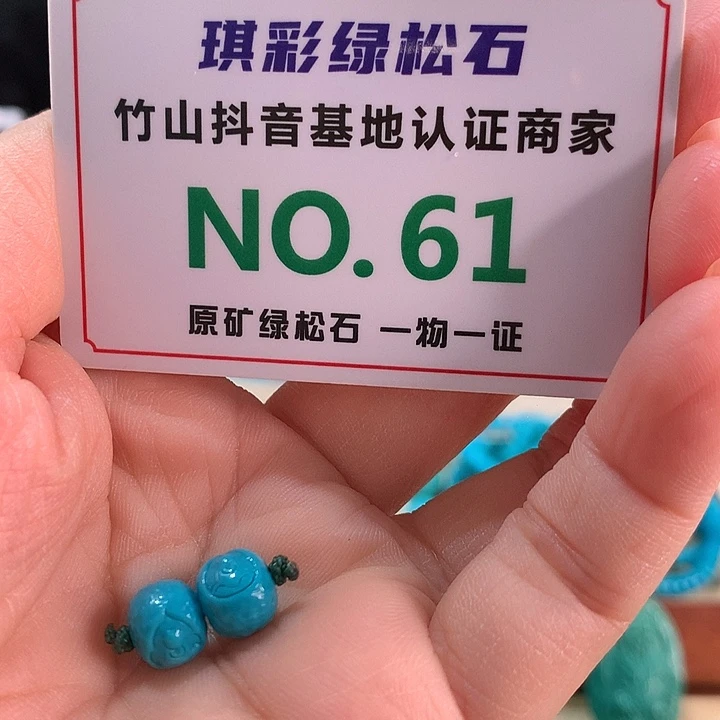 琪彩绿松石
竹山抖音基地认证商家
NO. 61
原矿绿松石 一物一证